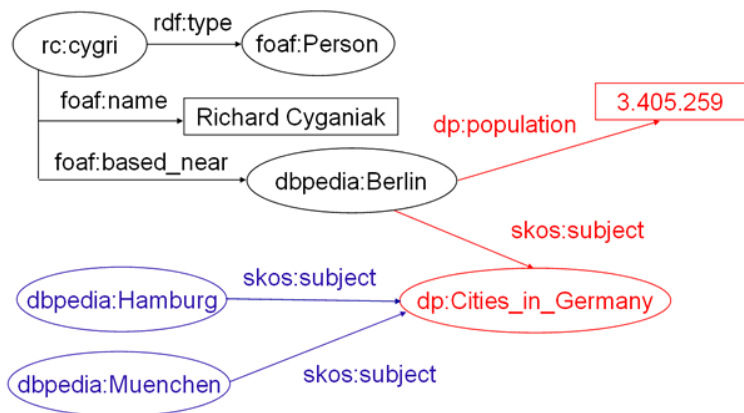 rdf:type
rc:cygri
foaf:Person
foaf:name
Richard Cyganiak
3.405.259
dp:population
foaf:based_near
dbpedia:Berlin
skos:subject
skos:subject
dbpedia:Hamburg
dp:Cities_in_Germany
skos:subject
dbpedia:Muenchen